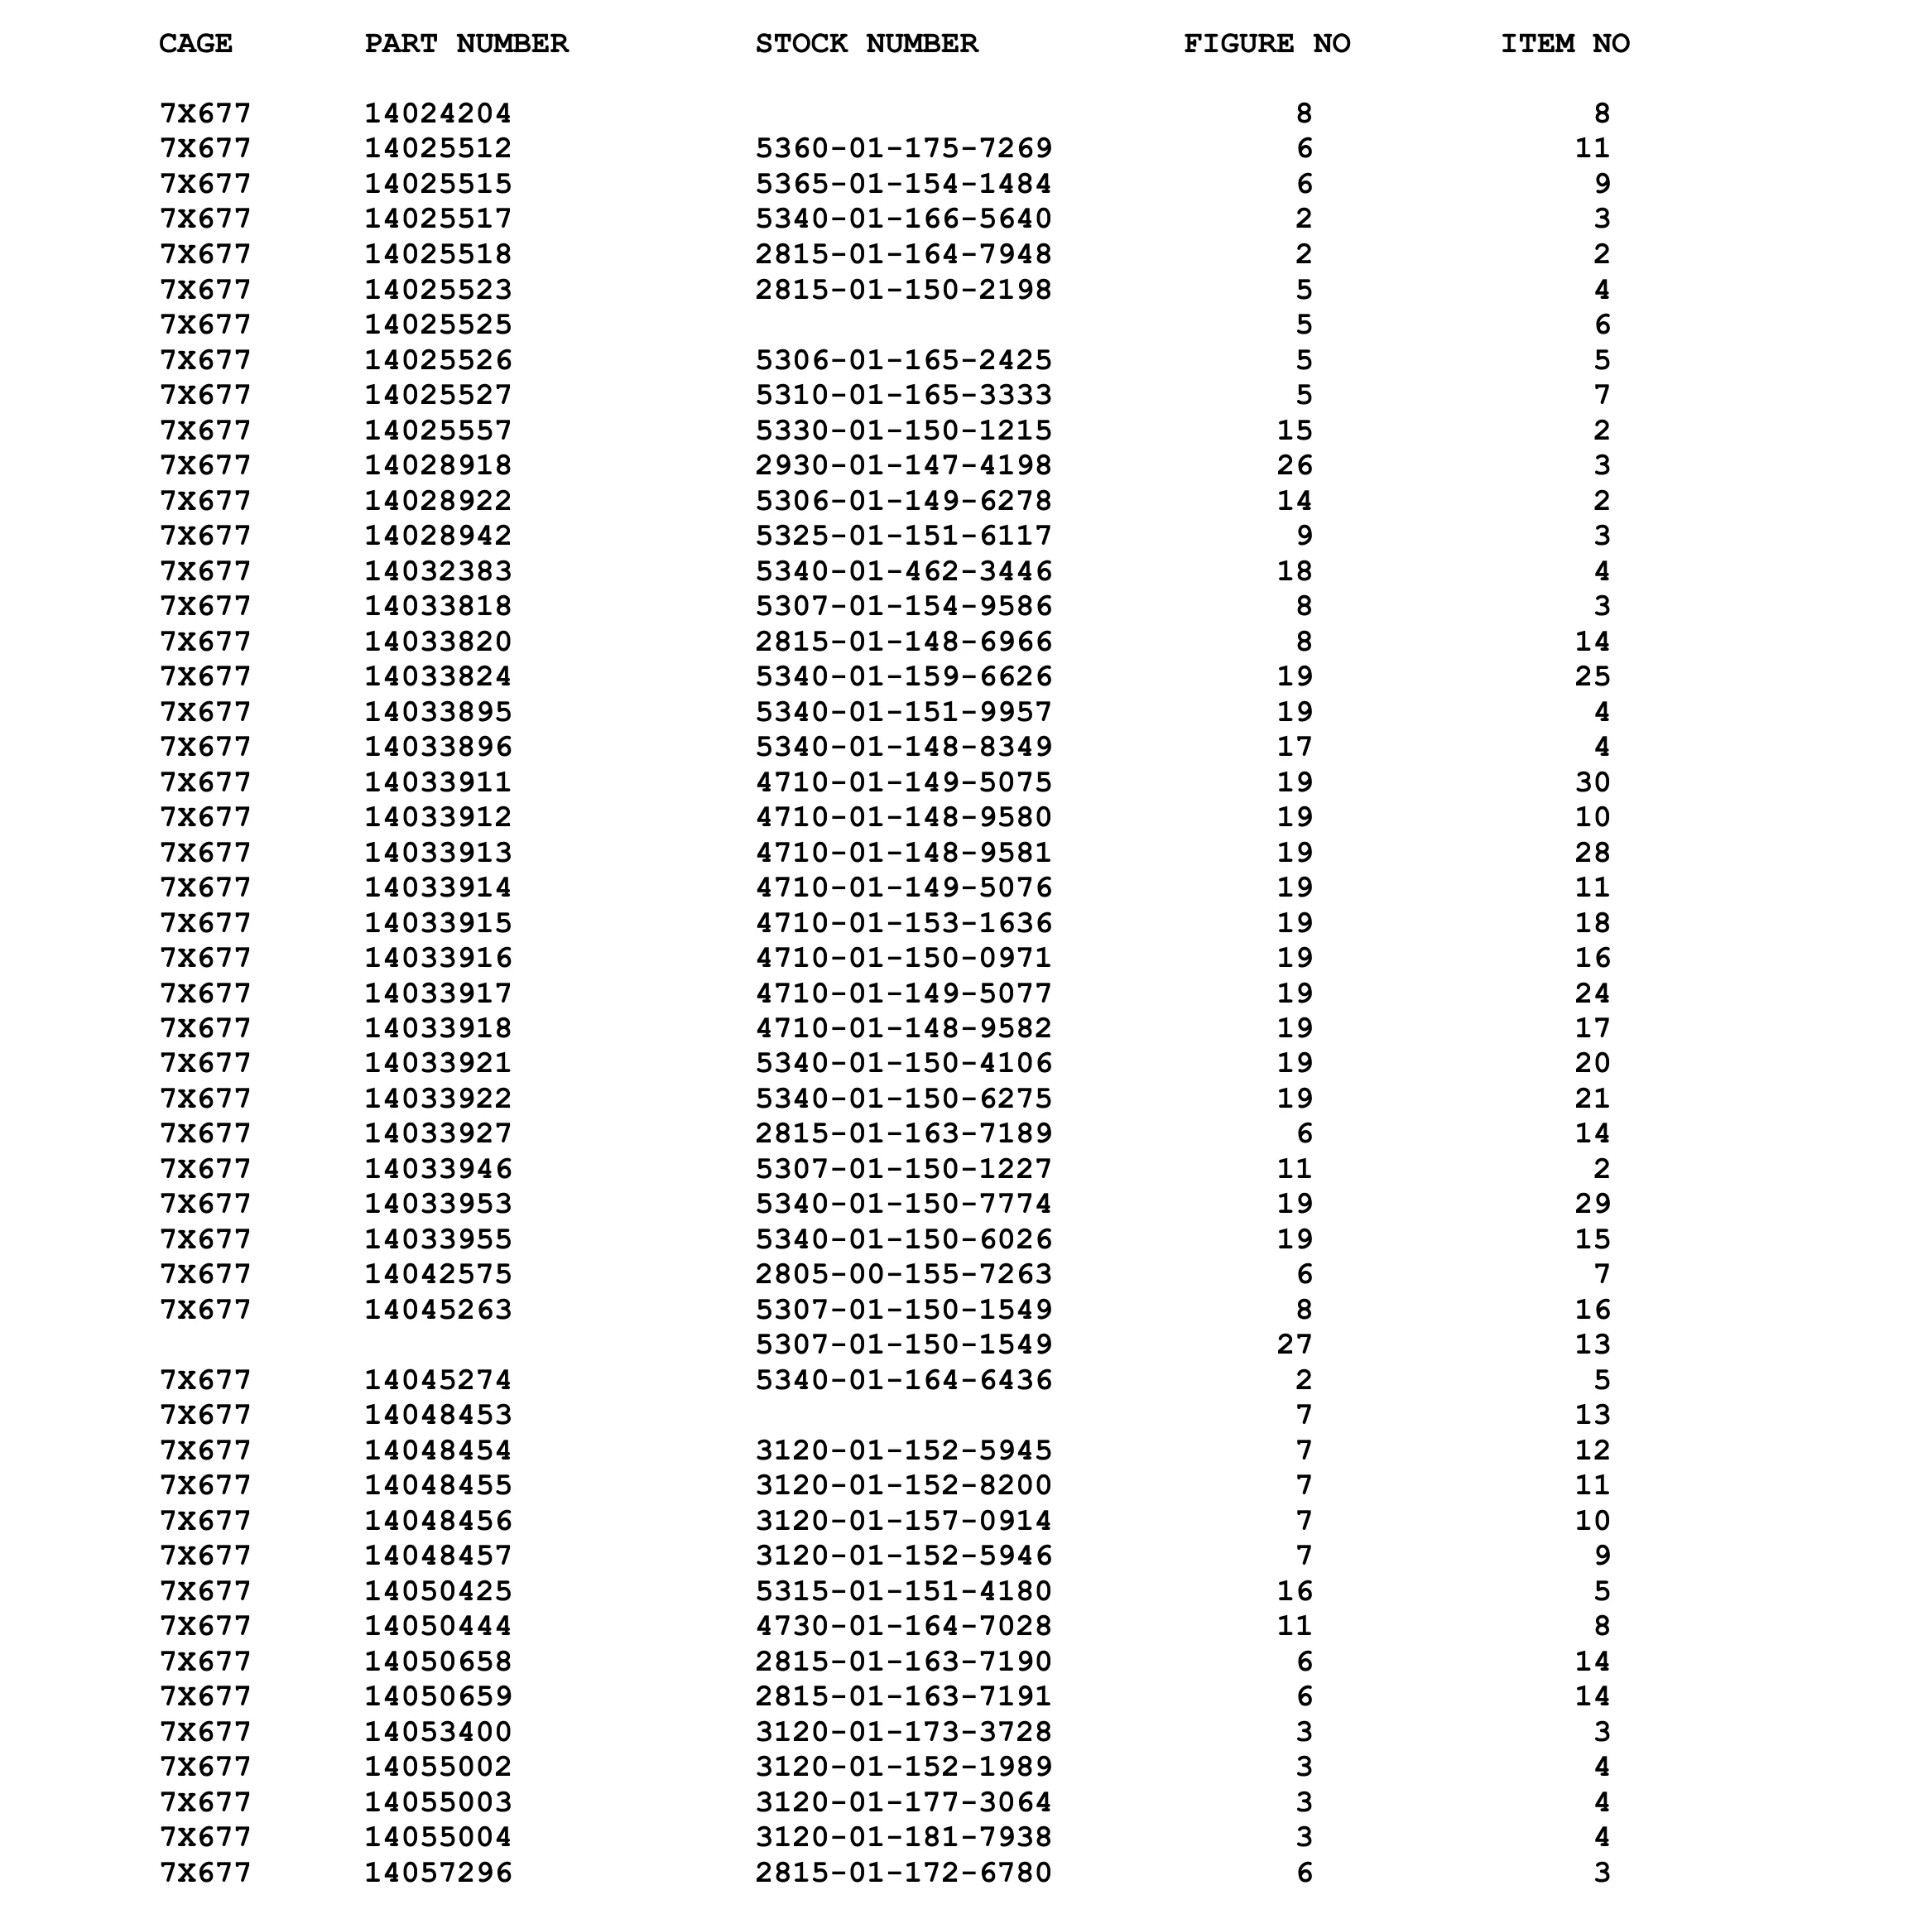 CAGE PART NUMBER STOCK NUMBER FIGURE NO ITEM NO
7X677 14024204 8 8
7X677 14025512 5360-01-175-7269 6 11
7X677 14025515 5365-01-154-1484 6 9
7X677 14025517 5340-01-166-5640 2 3
7X677 14025518 2815-01-164-7948 2 2
7X677 14025523 2815-01-150-2198 5 4
7X677 14025525 5 6
7X677 14025526 5306-01-165-2425 5 5
7X677 14025527 5310-01-165-3333 5 7
7X677 14025557 5330-01-150-1215 15 2
7X677 14028918 2930-01-147-4198 26 3
7X677 14028922 5306-01-149-6278 14 2
7X677 14028942 5325-01-151-6117 9 3
7X677 14032383 5340-01-462-3446 18 4
7X677 14033818 5307-01-154-9586 8 3
7X677 14033820 2815-01-148-6966 8 14
7X677 14033824 5340-01-159-6626 19 25
7X677 14033895 5340-01-151-9957 19 4
7X677 14033896 5340-01-148-8349 17 4
7X677 14033911 4710-01-149-5075 19 30
7X677 14033912 4710-01-148-9580 19 10
7X677 14033913 4710-01-148-9581 19 28
7X677 14033914 4710-01-149-5076 19 11
7X677 14033915 4710-01-153-1636 19 18
7X677 14033916 4710-01-150-0971 19 16
7X677 14033917 4710-01-149-5077 19 24
7X677 14033918 4710-01-148-9582 19 17
7X677 14033921 5340-01-150-4106 19 20
7X677 14033922 5340-01-150-6275 19 21
7X677 14033927 2815-01-163-7189 6 14
7X677 14033946 5307-01-150-1227 11 2
7X677 14033953 5340-01-150-7774 19 29
7X677 14033955 5340-01-150-6026 19 15
7X677 14042575 2805-00-155-7263 6 7
7X677 14045263 5307-01-150-1549 8 16
5307-01-150-1549 27 13
7X677 14045274 5340-01-164-6436 2 5
7X677 14048453 7 13
7X677 14048454 3120-01-152-5945 7 12
7X677 14048455 3120-01-152-8200 7 11
7X677 14048456 3120-01-157-0914 7 10
7X677 14048457 3120-01-152-5946 7 9
7X677 14050425 5315-01-151-4180 16 5
7X677 14050444 4730-01-164-7028 11 8
7X677 14050658 2815-01-163-7190 6 14
7X677 14050659 2815-01-163-7191 6 14
7X677 14053400 3120-01-173-3728 3 3
7X677 14055002 3120-01-152-1989 3 4
7X677 14055003 3120-01-177-3064 3 4
7X677 14055004 3120-01-181-7938 3 4
7X677 14057296 2815-01-172-6780 6 3